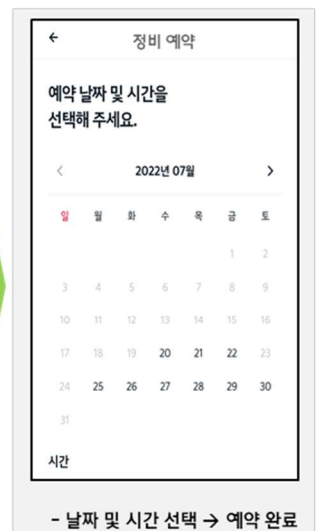 ← 정비 예약
예약 날짜 및 시간을
선택해 주세요.
< 2022년 07월 >
일 월 화 수 목 금 토
1 2
3 4 5 6 7 8 9
10 11 12 13 14 15 16
17 18 19 20 21 22 23
24 25 26 27 28 29 30
31
시간
- 날짜 및 시간 선택 → 예약 완료